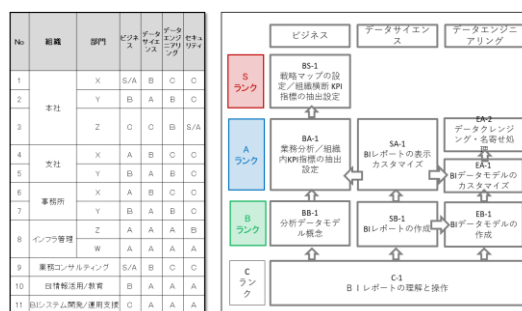 No 組織 部門 ビジネス データサイエンス データエンジニアリング セキュリティ
1 本社 X S/A B C C
2 Y B A B C
3 Z C C B S/A
4 支社 X A B C C
5 Y B A B C
6 事務所 X A B C C
7 Y B A B C
8 インフラ管理 Z A A A B
W A A A A
9 業務コンサルティング S/A B C C
10 BI情報活用/教育 B A A A
11 BIシステム開発/運用支援 C A A A
ビジネス
データサイエンス
データエンジニアリング
S
ランク
BS-1
戦略マップの設定／組織横断 KPI指標の抽出設定
A
ランク
BA-1
業務分析／組織内KPI指標の抽出設定
SA-1
BIレポートの表示カスタマイズ
EA-2
データクレンジング・名寄せ処理
EA-1
BIデータモデルのカスタマイズ
B
ランク
BB-1
分析データモデル概念
SB-1
BIレポートの作成
EB-1
BIデータモデルの作成
C
ランク
C-1
ＢＩレポートの理解と操作